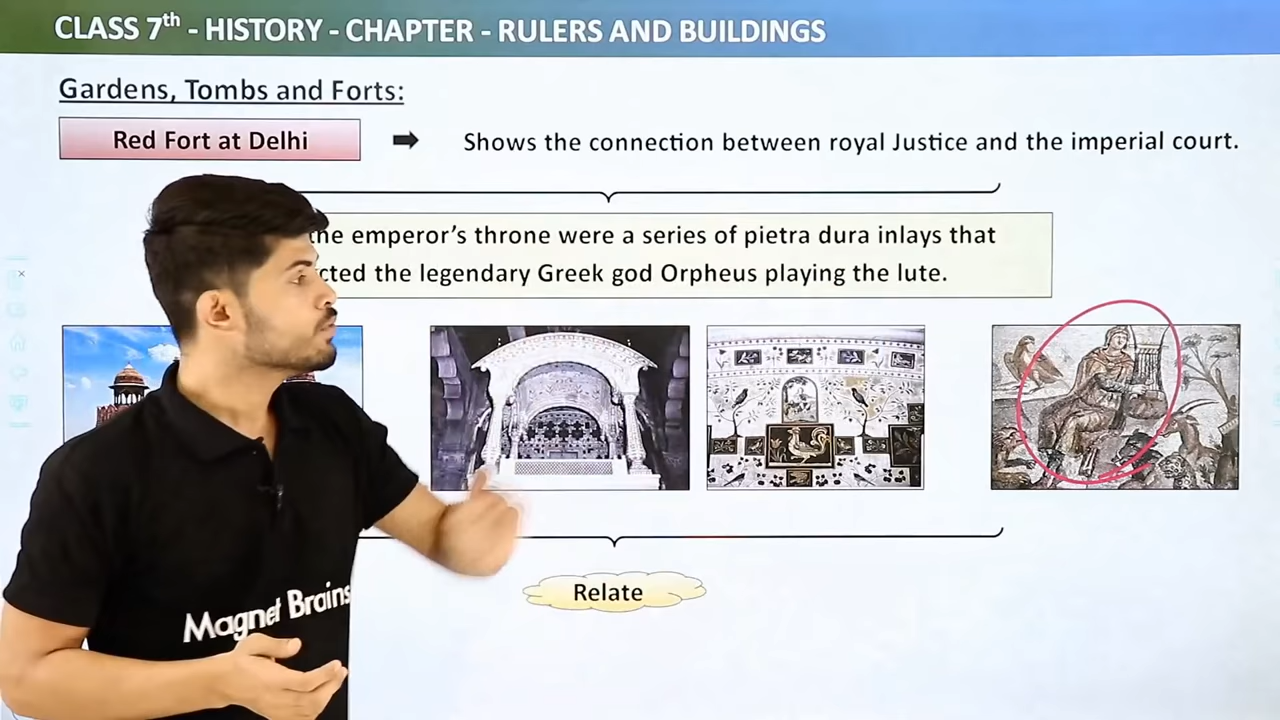 CLASS 7th - HISTORY - CHAPTER - RULERS AND BUILDINGS
Gardens, Tombs and Forts:
Red Fort at Delhi
Shows the connection between royal Justice and the imperial court.
the emperor’s throne were a series of pietra dura inlays that
the legendary Greek god Orpheus playing the lute.
Relate
Magnet Brains